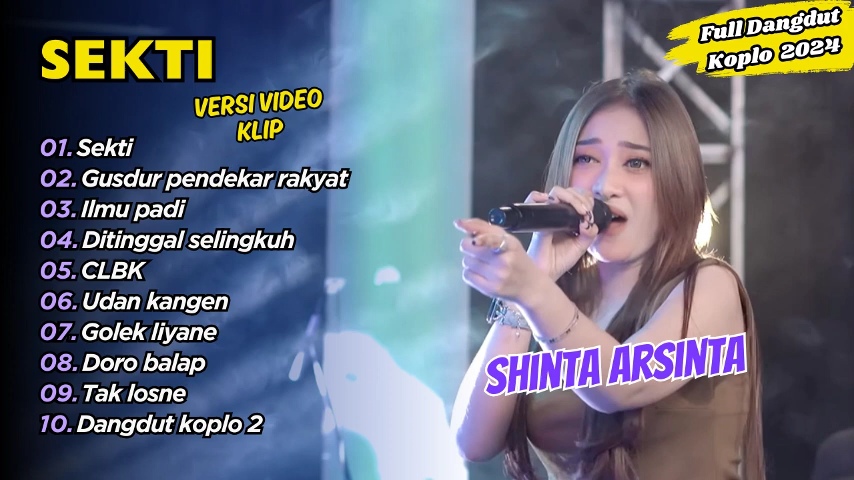 SEKTI
VERSI VIDEO
KLIP
01. Sekti
02. Gusdur pendekar rakyat
03. Ilmu padi
04. Ditinggal selingkuh
05. CLBK
06. Udan kangen
07. Golek liyane
08. Doro balap
09. Tak losne
10. Dangdut koplo 2
Full Dangdut
Koplo 2024
SHINTA ARSINTA